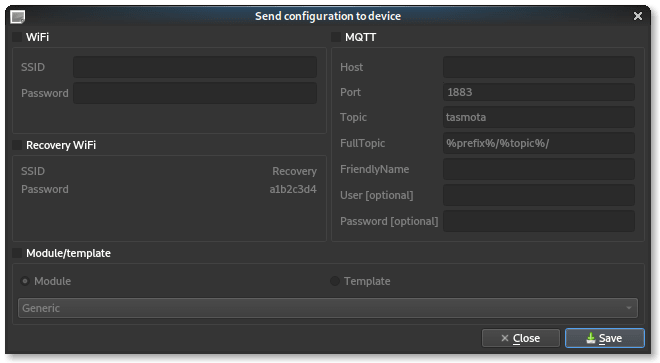 Send configuration to device
WiFi
SSID
Password
Recovery WiFi
SSID Recovery
Password a1b2c3d4
MQTT
Host
Port 1883
Topic tasmota
FullTopic %prefix%/%topic%/
FriendlyName
User [optional]
Password [optional]
Module/template
Module Template
Generic
Close Save